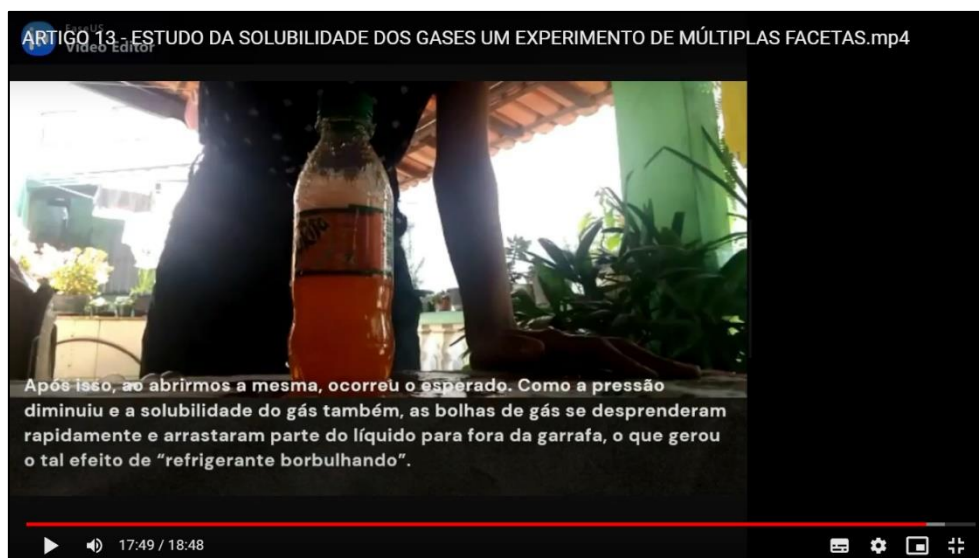 ARTIGO 13 - ESTUDO DA SOLUBILIDADE DOS GASES UM EXPERIMENTO DE MÚLTIPLAS FACETAS.mp4
EaseUS
Video Editor
Após isso, ao abrirmos a mesma, ocorreu o esperado. Como a pressão
diminuiu e a solubilidade do gás também, as bolhas de gás se desprenderam
rapidamente e arrastaram parte do líquido para fora da garrafa, o que gerou
o tal efeito de “refrigerante borbulhando”.
17:49 / 18:48